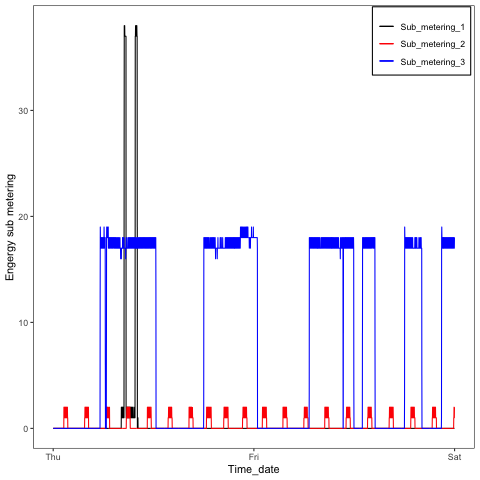 Sub_metering_1
Sub_metering_2
Sub_metering_3
Engergy sub metering
30
20
10
0
Thu
Fri
Sat
Time_date